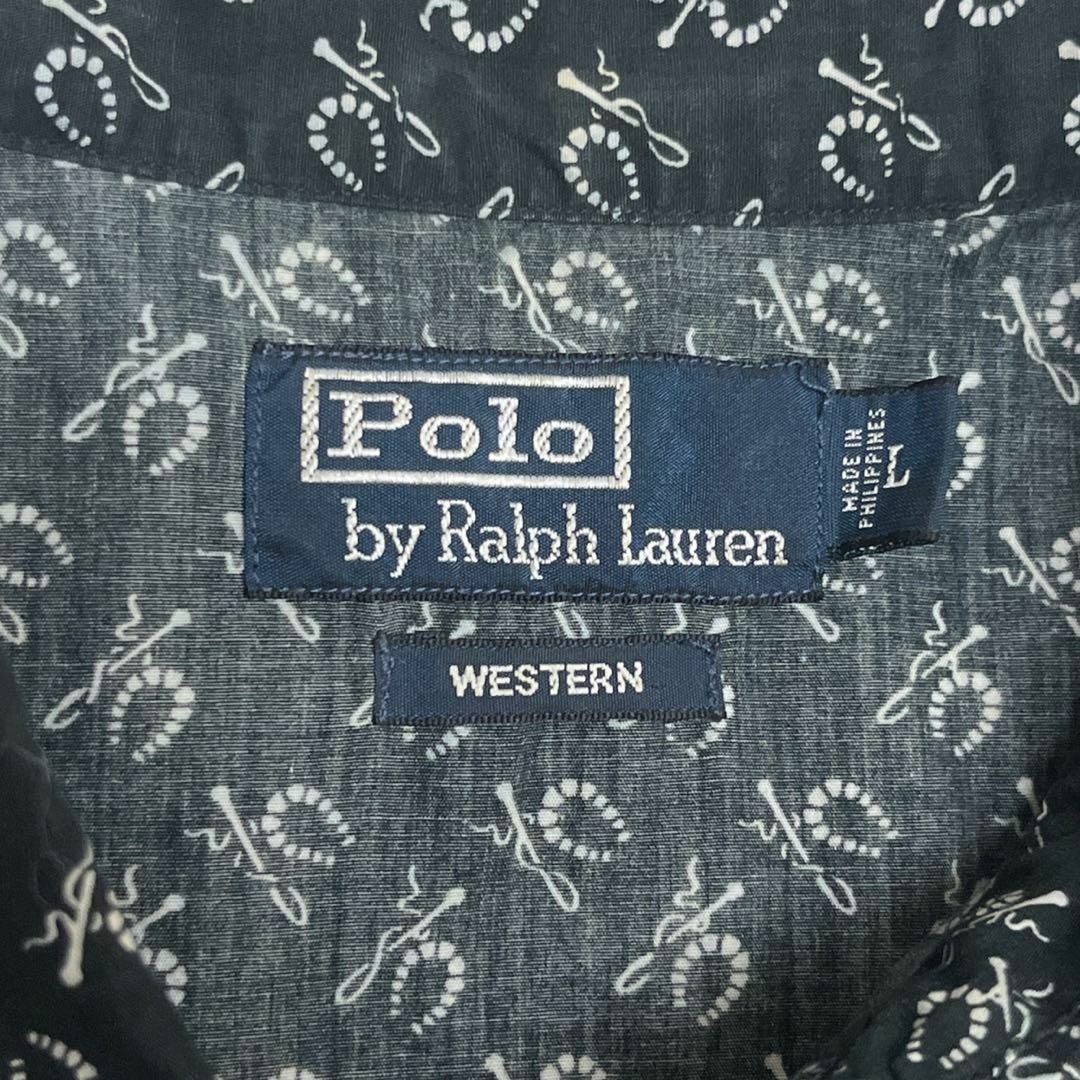 Polo
by Ralph Lauren
MADE IN
PHILIPPINES
L
WESTERN